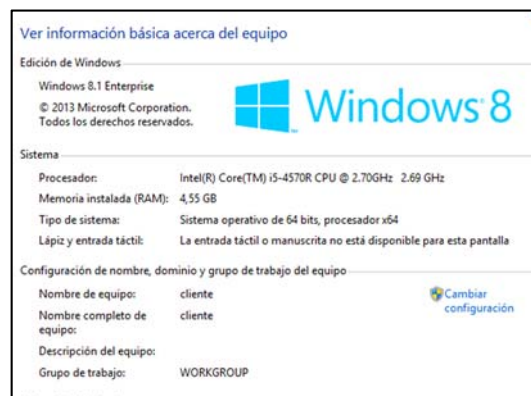 Ver información básica acerca del equipo
Edición de Windows
Windows 8.1 Enterprise
© 2013 Microsoft Corporation.
Todos los derechos reservados.
Windows 8
Sistema
Procesador: Intel(R) Core(TM) i5-4570R CPU @ 2.70GHz 2.69 GHz
Memoria instalada (RAM): 4,55 GB
Tipo de sistema: Sistema operativo de 64 bits, procesador x64
Lápiz y entrada táctil: La entrada táctil o manuscrita no está disponible para esta pantalla
Configuración de nombre, dominio y grupo de trabajo del equipo
Nombre de equipo: cliente
Cambiar
configuración
Nombre completo de
equipo:
cliente
Descripción del equipo:
Grupo de trabajo: WORKGROUP